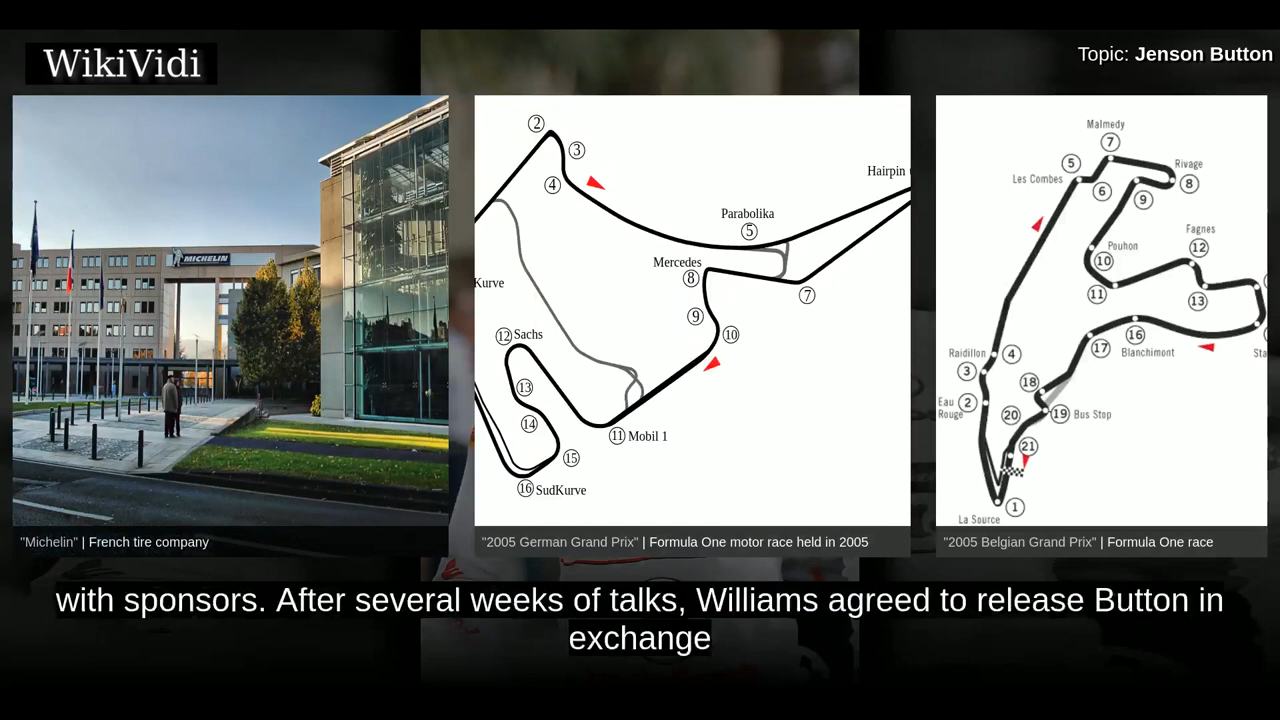 WikiVidi
Topic: Jenson Button
MICHELIN
2
3
4
Hairpin
Parabolika
5
Mercedes
8
7
Kurve
9
10
12 Sachs
13
14
11 Mobil 1
15
16 SudKurve
Malmedy
7
5
Rivage
Les Combes
6
8
9
Fagnes
Pouhon
12
10
11
13
16
17
Blanchimont
Raidillon 4
3
18
Eau
Rouge
2
20
19 Bus Stop
21
1
La Source
"Michelin" | French tire company
"2005 German Grand Prix" | Formula One motor race held in 2005
"2005 Belgian Grand Prix" | Formula One race
with sponsors. After several weeks of talks, Williams agreed to release Button in
exchange